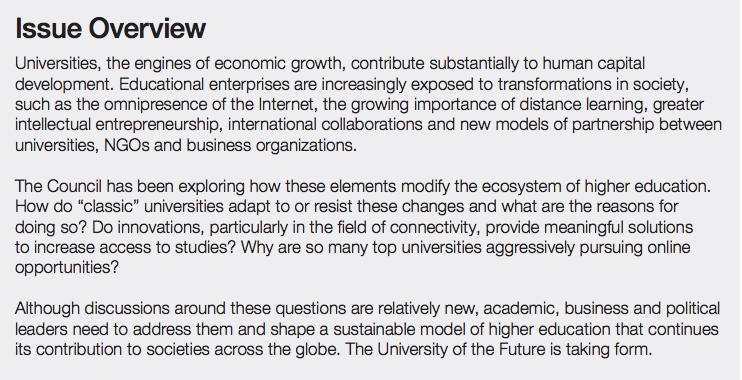 Issue Overview
Universities, the engines of economic growth, contribute substantially to human capital
development. Educational enterprises are increasingly exposed to transformations in society,
such as the omnipresence of the Internet, the growing importance of distance learning, greater
intellectual entrepreneurship, international collaborations and new models of partnership between
universities, NGOs and business organizations.
The Council has been exploring how these elements modify the ecosystem of higher education.
How do “classic” universities adapt to or resist these changes and what are the reasons for
doing so? Do innovations, particularly in the field of connectivity, provide meaningful solutions
to increase access to studies? Why are so many top universities aggressively pursuing online
opportunities?
Although discussions around these questions are relatively new, academic, business and political
leaders need to address them and shape a sustainable model of higher education that continues
its contribution to societies across the globe. The University of the Future is taking form.